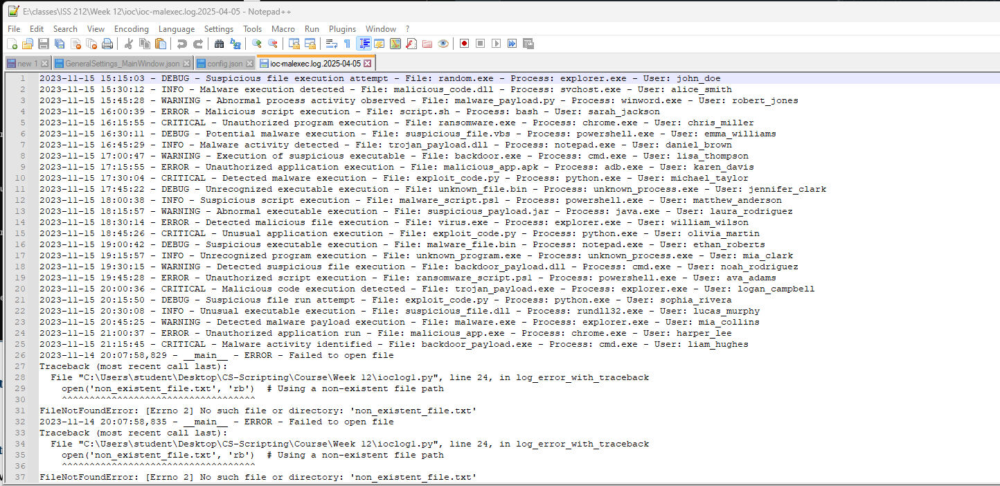 E:\classes\ISS 212\Week 12\ioc\ioc-malexec.log.2025-04-05 - Notepad++
File Edit Search View Encoding Language Settings Tools Macro Run Plugins Window ?
new 1 GeneralSettings_MainWindow.json config.json ioc-malexec.log.2025-04-05
1 2023-11-15 15:15:03 - DEBUG - Suspicious file execution attempt - File: random.exe - Process: explorer.exe - User: john_doe
2 2023-11-15 15:30:12 - INFO - Malware execution detected - File: malicious_code.dll - Process: svchost.exe - User: alice_smith
3 2023-11-15 15:45:28 - WARNING - Abnormal process activity observed - File: malware_payload.py - Process: winword.exe - User: robert_jones
4 2023-11-15 16:00:39 - ERROR - Malicious script execution - File: script.sh - Process: bash - User: sarah_jackson
5 2023-11-15 16:15:55 - CRITICAL - Unauthorized program execution - File: ransomware.exe - Process: chrome.exe - User: chris_miller
6 2023-11-15 16:30:11 - DEBUG - Potential malware execution - File: suspicious_file.vbs - Process: powershell.exe - User: emma_williams
7 2023-11-15 16:45:29 - INFO - Malware activity detected - File: trojan_payload.dll - Process: notepad.exe - User: daniel_brown
8 2023-11-15 17:00:47 - WARNING - Execution of suspicious executable - File: backdoor.exe - Process: cmd.exe - User: lisa_thompson
9 2023-11-15 17:15:55 - ERROR - Unauthorized application execution - File: malicious_app.apk - Process: adb.exe - User: karen_davis
10 2023-11-15 17:30:04 - CRITICAL - Detected malware execution - File: exploit_code.py - Process: python.exe - User: michael_taylor
11 2023-11-15 17:45:22 - DEBUG - Unrecognized executable execution - File: unknown_file.bin - Process: unknown_process.exe - User: jennifer_clark
12 2023-11-15 18:00:38 - INFO - Suspicious script execution - File: malware_script.ps1 - Process: powershell.exe - User: matthew_anderson
13 2023-11-15 18:15:57 - WARNING - Abnormal executable execution - File: suspicious_payload.jar - Process: java.exe - User: laura_rodriguez
14 2023-11-15 18:30:14 - ERROR - Detected malicious file execution - File: virus.exe - Process: explorer.exe - User: william_wilson
15 2023-11-15 18:45:26 - CRITICAL - Unusual application execution - File: exploit_code.py - Process: python.exe - User: olivia_martin
16 2023-11-15 19:00:42 - DEBUG - Suspicious executable execution - File: malware_file.bin - Process: notepad.exe - User: ethan_roberts
17 2023-11-15 19:15:57 - INFO - Unrecognized program execution - File: unknown_program.exe - Process: unknown_process.exe - User: mia_clark
18 2023-11-15 19:30:15 - WARNING - Detected suspicious file execution - File: backdoor_payload.dll - Process: cmd.exe - User: noah_rodriguez
19 2023-11-15 19:45:28 - ERROR - Unauthorized script execution - File: ransomware_script.ps1 - Process: powershell.exe - User: ava_adams
20 2023-11-15 20:00:36 - CRITICAL - Malicious code execution detected - File: trojan_payload.exe - Process: explorer.exe - User: logan_campbell
21 2023-11-15 20:15:50 - DEBUG - Suspicious file run attempt - File: exploit_code.py - Process: python.exe - User: sophia_rivera
22 2023-11-15 20:30:08 - INFO - Unusual executable execution - File: suspicious_file.dll - Process: rundll32.exe - User: lucas_murphy
23 2023-11-15 20:45:25 - WARNING - Detected malware payload execution - File: malware.exe - Process: explorer.exe - User: mia_collins
24 2023-11-15 21:00:37 - ERROR - Unauthorized application run - File: malicious_app.exe - Process: chrome.exe - User: harper_lee
25 2023-11-15 21:15:45 - CRITICAL - Malware activity identified - File: backdoor_payload.exe - Process: cmd.exe - User: liam_hughes
26 2023-11-14 20:07:58,829 - __main__ - ERROR - Failed to open file
27 Traceback (most recent call last):
28 File "C:\Users\student\Desktop\CS-Scripting\Course\Week 12\ioclog1.py", line 24, in log_error_with_traceback
29 open('non_existent_file.txt', 'rb') # Using a non-existent file path
30 ^^^^^^^^^^^^^^^^^^^^^^^^^^^^^^^^^^^
31 FileNotFoundError: [Errno 2] No such file or directory: 'non_existent_file.txt'
32 2023-11-14 20:07:58,835 - __main__ - ERROR - Failed to open file
33 Traceback (most recent call last):
34 File "C:\Users\student\Desktop\CS-Scripting\Course\Week 12\ioclog1.py", line 24, in log_error_with_traceback
35 open('non_existent_file.txt', 'rb') # Using a non-existent file path
36 ^^^^^^^^^^^^^^^^^^^^^^^^^^^^^^^^^^^
37 FileNotFoundError: [Errno 2] No such file or directory: 'non_existent_file.txt'